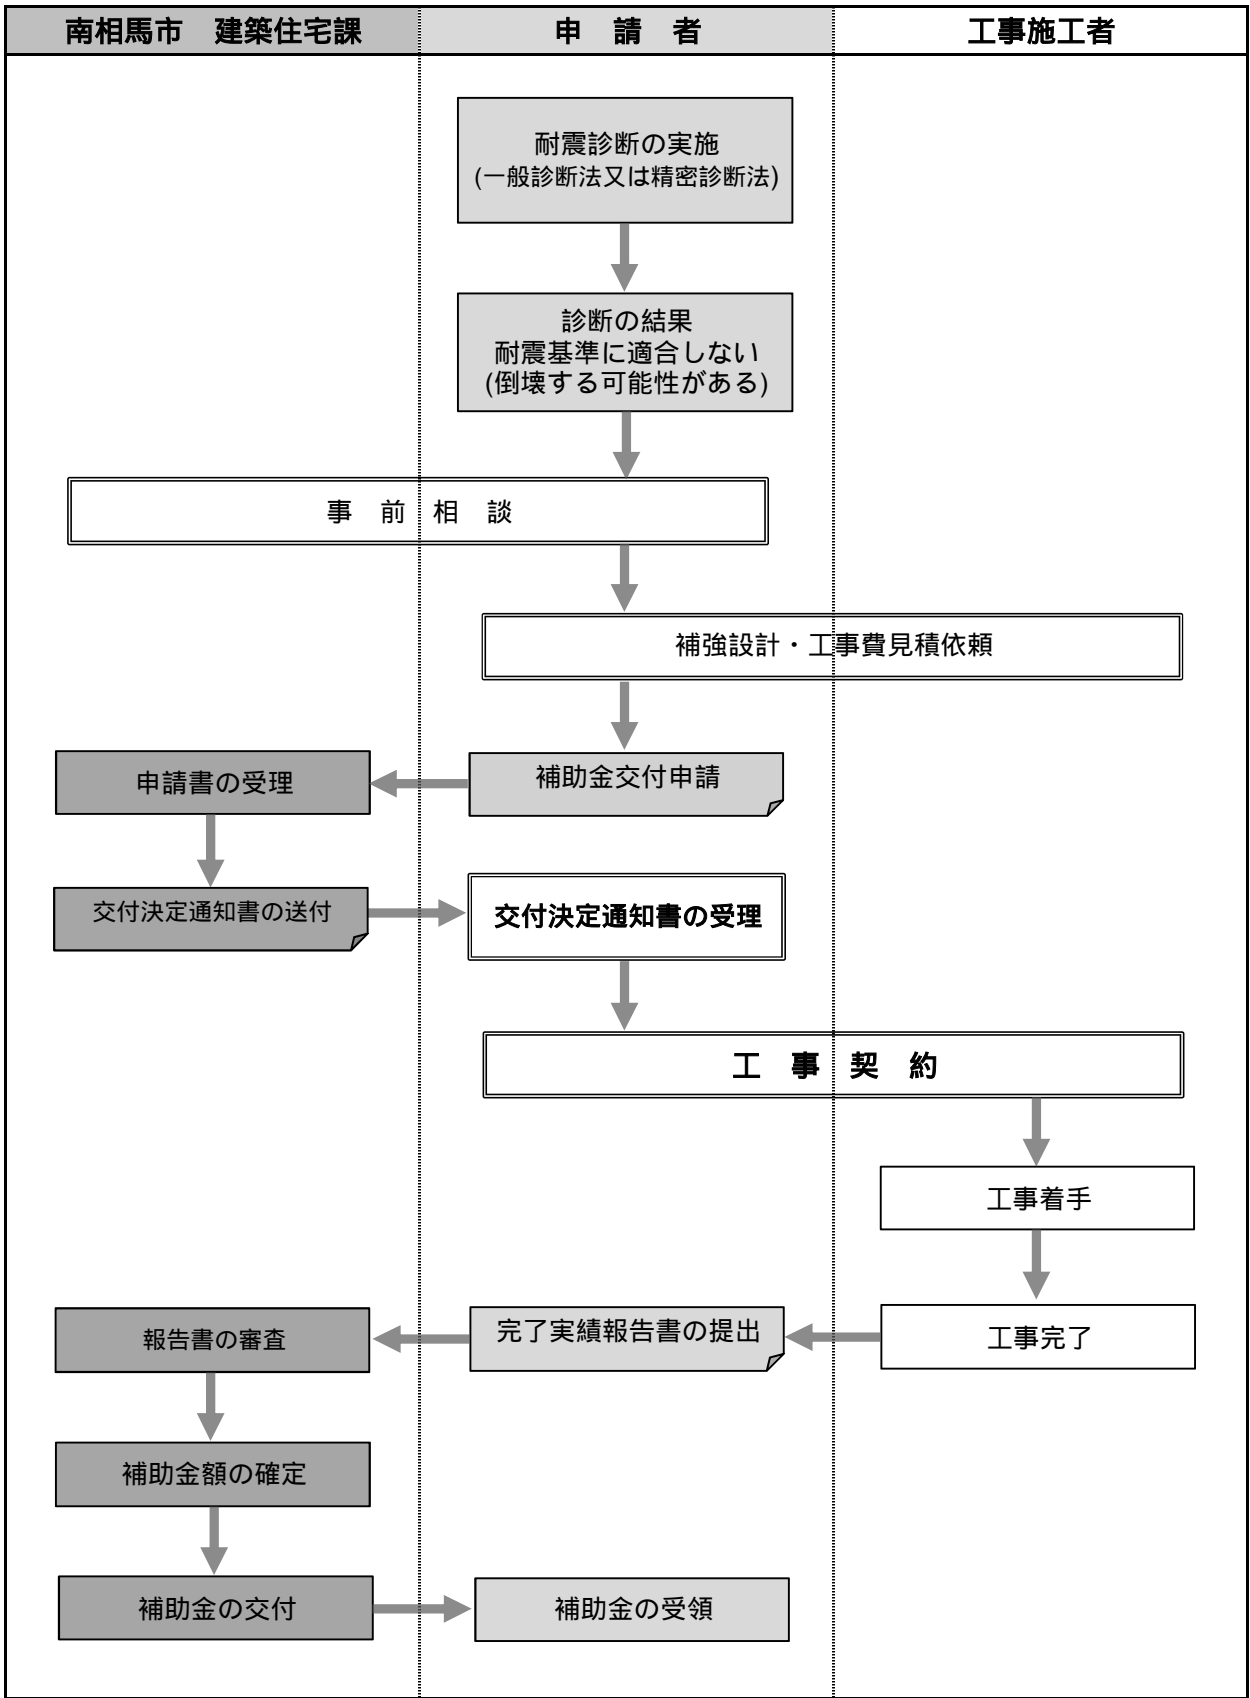 南相馬市　建築住宅課
申　請　者
工事施工者
耐震診断の実施
(一般診断法又は精密診断法)
診断の結果
耐震基準に適合しない
(倒壊する可能性がある)
事　前　相　談
補強設計・工事費見積依頼
申請書の受理
補助金交付申請
交付決定通知書の送付
交付決定通知書の受理
工　事　契　約
工事着手
報告書の審査
完了実績報告書の提出
工事完了
補助金額の確定
補助金の交付
補助金の受領